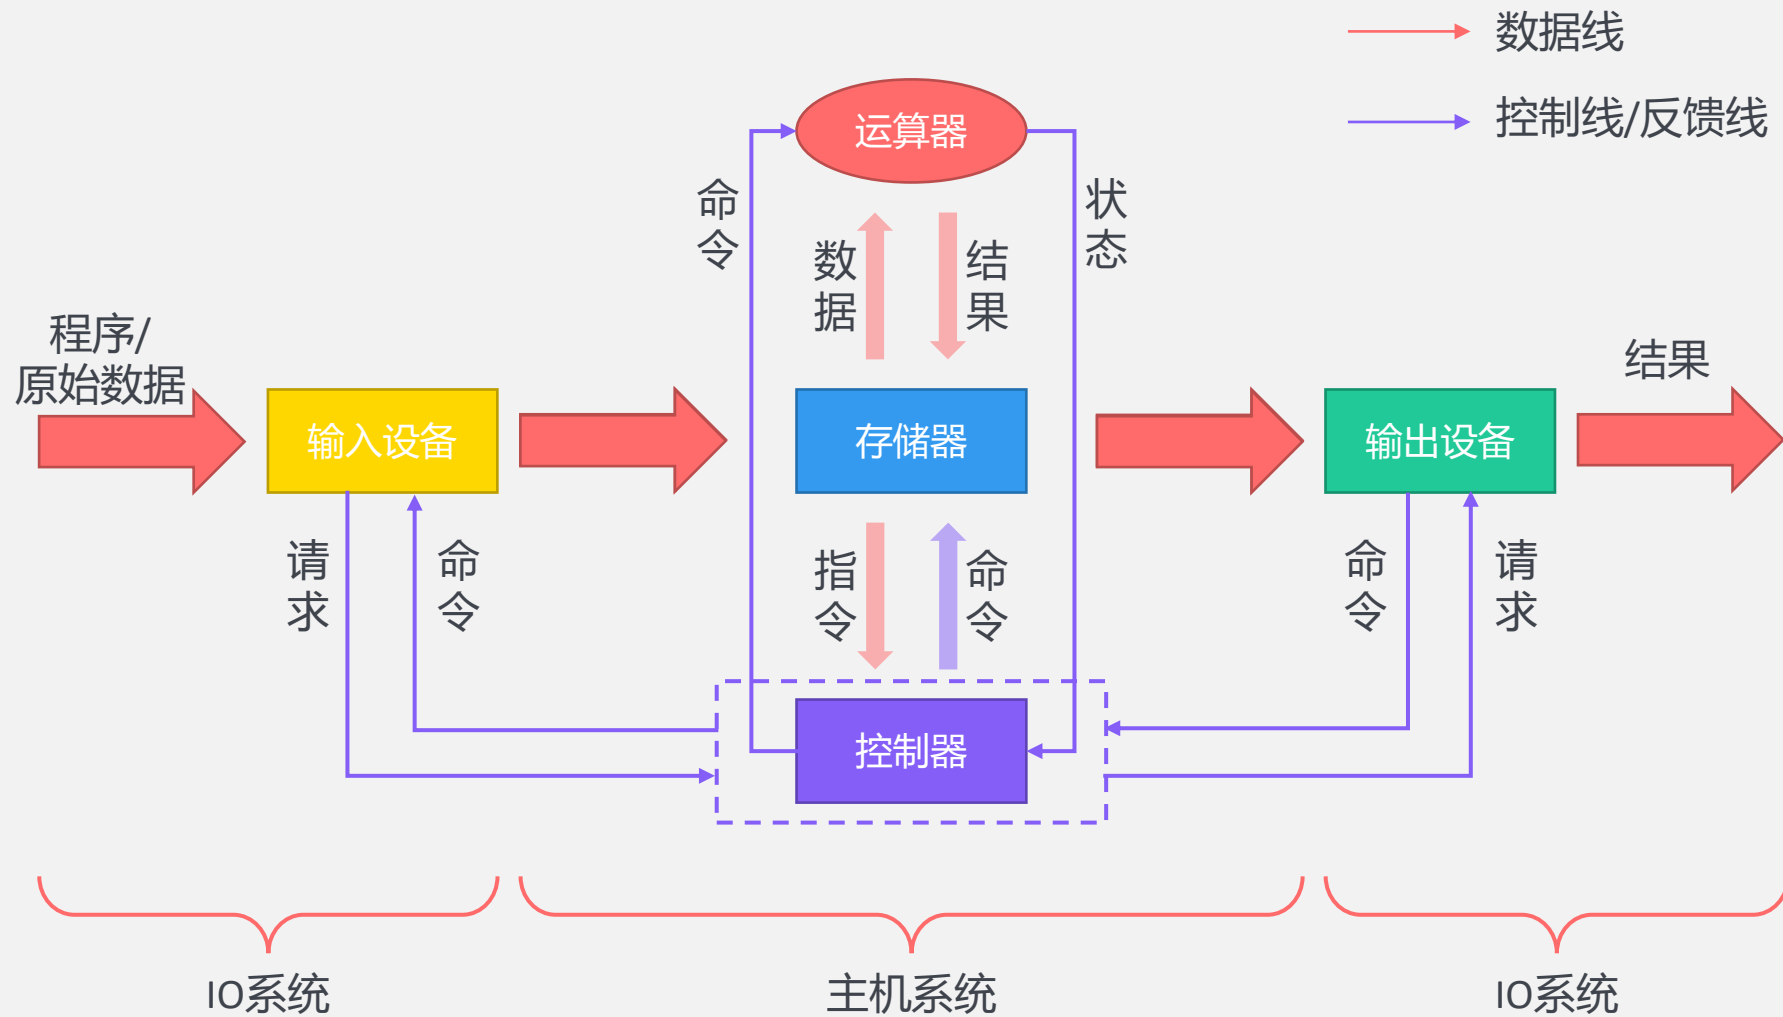 数据线
控制线/反馈线
运算器
命令
状态
数据
结果
程序/
原始数据
结果
输入设备
存储器
输出设备
请求
命令
指令
命令
命令
请求
控制器
IO系统
主机系统
IO系统